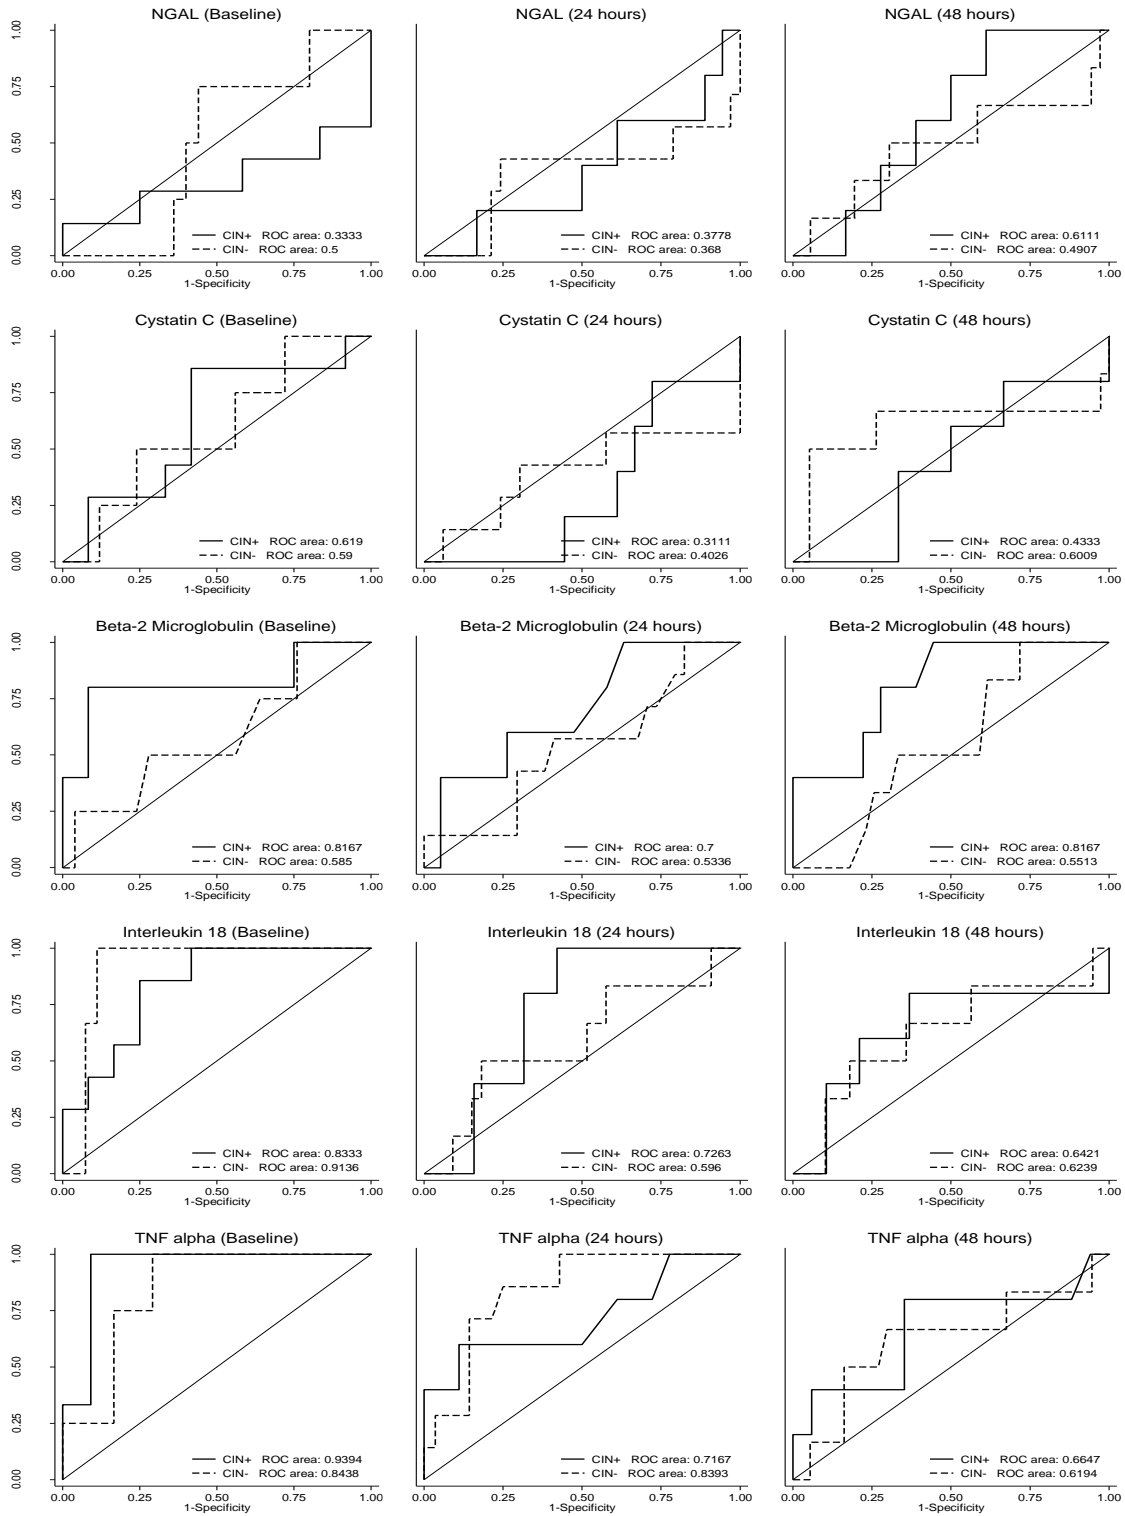 NGAL (Baseline)
NGAL (24 hours)
NGAL (48 hours)
0.00 0.25 0.50 0.75 1.00
CIN+ ROC area: 0.3333
CIN- ROC area: 0.5
CIN+ ROC area: 0.3778
CIN- ROC area: 0.368
CIN+ ROC area: 0.6111
CIN- ROC area: 0.4907
0.00 0.25 0.50 0.75 1.00
0.00 0.25 0.50 0.75 1.00
0.00 0.25 0.50 0.75 1.00
1-Specificity
1-Specificity
1-Specificity
Cystatin C (Baseline)
Cystatin C (24 hours)
Cystatin C (48 hours)
0.00 0.25 0.50 0.75 1.00
CIN+ ROC area: 0.619
CIN- ROC area: 0.59
CIN+ ROC area: 0.3111
CIN- ROC area: 0.4026
CIN+ ROC area: 0.4333
CIN- ROC area: 0.6009
0.00 0.25 0.50 0.75 1.00
0.00 0.25 0.50 0.75 1.00
0.00 0.25 0.50 0.75 1.00
1-Specificity
1-Specificity
1-Specificity
Beta-2 Microglobulin (Baseline)
Beta-2 Microglobulin (24 hours)
Beta-2 Microglobulin (48 hours)
0.00 0.25 0.50 0.75 1.00
CIN+ ROC area: 0.8167
CIN- ROC area: 0.585
CIN+ ROC area: 0.7
CIN- ROC area: 0.5336
CIN+ ROC area: 0.8167
CIN- ROC area: 0.5513
0.00 0.25 0.50 0.75 1.00
0.00 0.25 0.50 0.75 1.00
0.00 0.25 0.50 0.75 1.00
1-Specificity
1-Specificity
1-Specificity
Interleukin 18 (Baseline)
Interleukin 18 (24 hours)
Interleukin 18 (48 hours)
0.00 0.25 0.50 0.75 1.00
CIN+ ROC area: 0.8333
CIN- ROC area: 0.9136
CIN+ ROC area: 0.7263
CIN- ROC area: 0.596
CIN+ ROC area: 0.6421
CIN- ROC area: 0.6239
0.00 0.25 0.50 0.75 1.00
0.00 0.25 0.50 0.75 1.00
0.00 0.25 0.50 0.75 1.00
1-Specificity
1-Specificity
1-Specificity
TNF alpha (Baseline)
TNF alpha (24 hours)
TNF alpha (48 hours)
0.00 0.25 0.50 0.75 1.00
CIN+ ROC area: 0.9394
CIN- ROC area: 0.8438
CIN+ ROC area: 0.7167
CIN- ROC area: 0.8393
CIN+ ROC area: 0.6647
CIN- ROC area: 0.6194
0.00 0.25 0.50 0.75 1.00
0.00 0.25 0.50 0.75 1.00
0.00 0.25 0.50 0.75 1.00
1-Specificity
1-Specificity
1-Specificity